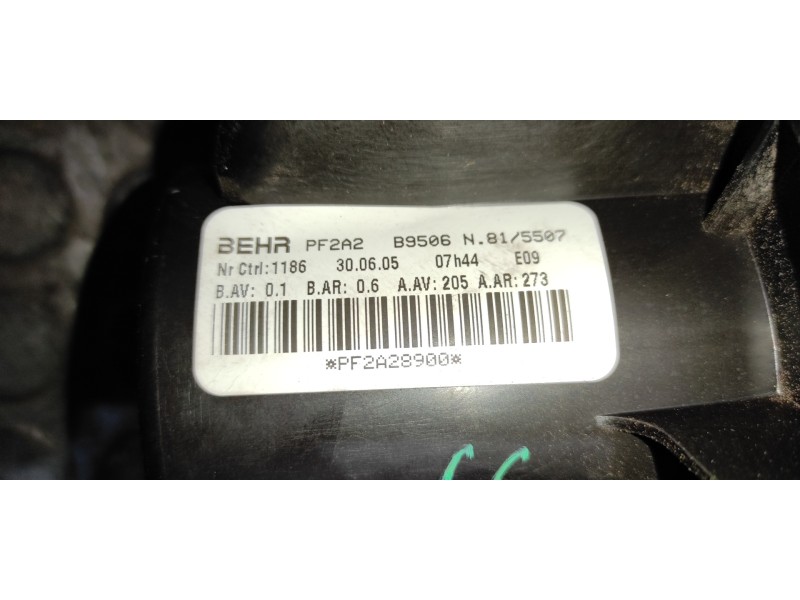 BEHR PF2A2 B9506 N.81/5507
Nr Ctrl:1186 30.06.05 07h44 E09
B.AV: 0.1 B.AR: 0.6 A.AV: 205 A.AR: 273
*PF2A28900*